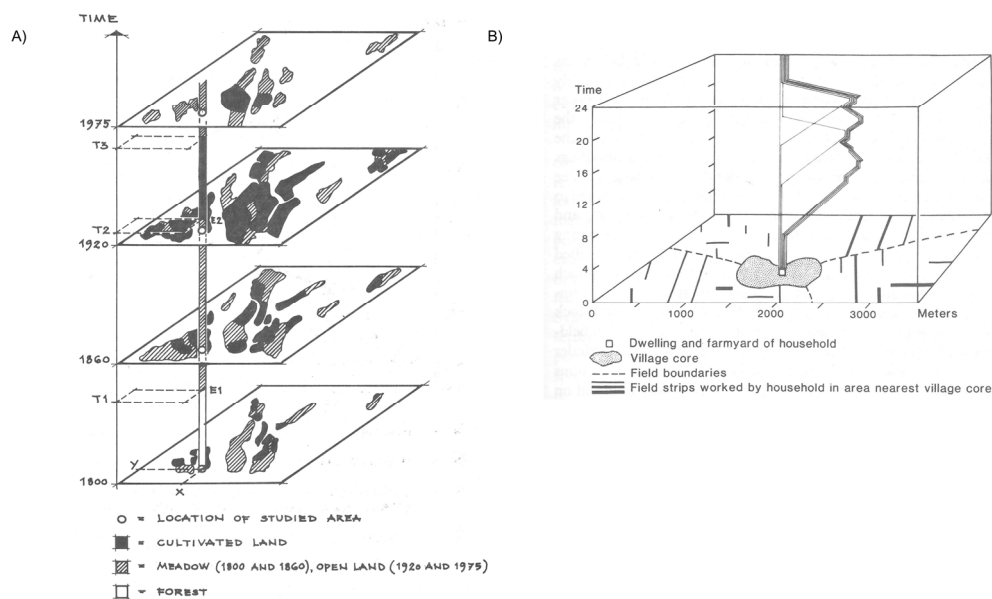 A)
TIME
1975
T3
E2
T2
1920
1860
E1
T1
Y
1800
X
○ = LOCATION OF STUDIED AREA
= CULTIVATED LAND
= MEADOW (1800 AND 1860), OPEN LAND (1920 AND 1975)
= FOREST
B)
Time
24
20
16
12
8
4
0
0 1000 2000 3000 Meters
Dwelling and farmyard of household
Village core
Field boundaries
Field strips worked by household in area nearest village core